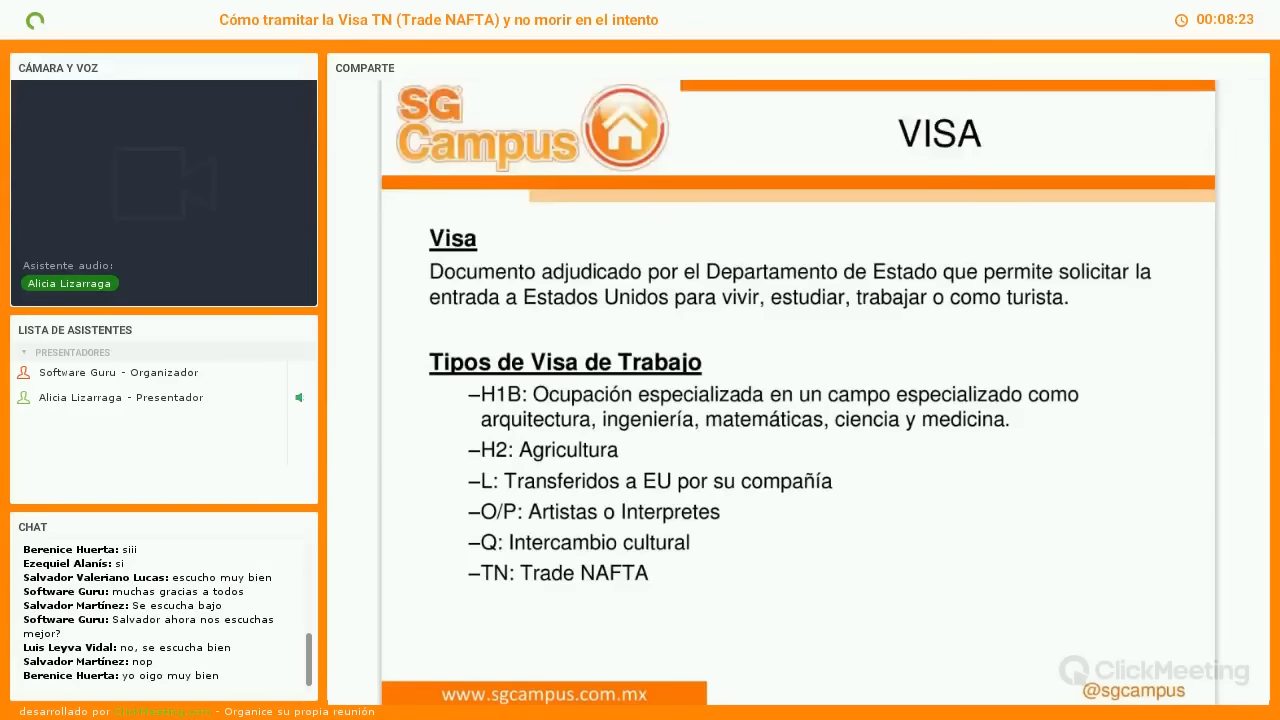 Cómo tramitar la Visa TN (Trade NAFTA) y no morir en el intento
00:08:23
CÁMARA Y VOZ
Asistente audio:
Alicia Lizarraga
LISTA DE ASISTENTES
PRESENTADORES
Software Guru - Organizador
Alicia Lizarraga - Presentador
CHAT
Berenice Huerta: siii
Ezequiel Alanís: si
Salvador Valeriano Lucas: escucho muy bien
Software Guru: muchas gracias a todos
Salvador Martínez: Se escucha bajo
Software Guru: Salvador ahora nos escuchas
mejor?
Luis Leyva Vidal: no, se escucha bien
Salvador Martínez: nop
Berenice Huerta: yo oigo muy bien
COMPARTE
SG
Campus
VISA
Visa
Documento adjudicado por el Departamento de Estado que permite solicitar la
entrada a Estados Unidos para vivir, estudiar, trabajar o como turista.
Tipos de Visa de Trabajo
–H1B: Ocupación especializada en un campo especializado como
arquitectura, ingeniería, matemáticas, ciencia y medicina.
–H2: Agricultura
–L: Transferidos a EU por su compañía
–O/P: Artistas o Interpretes
–Q: Intercambio cultural
–TN: Trade NAFTA
ClickMeeting
www.sgcampus.com.mx
@sgcampus
desarrollado por ClickMeeting.com - Organice su propia reunión